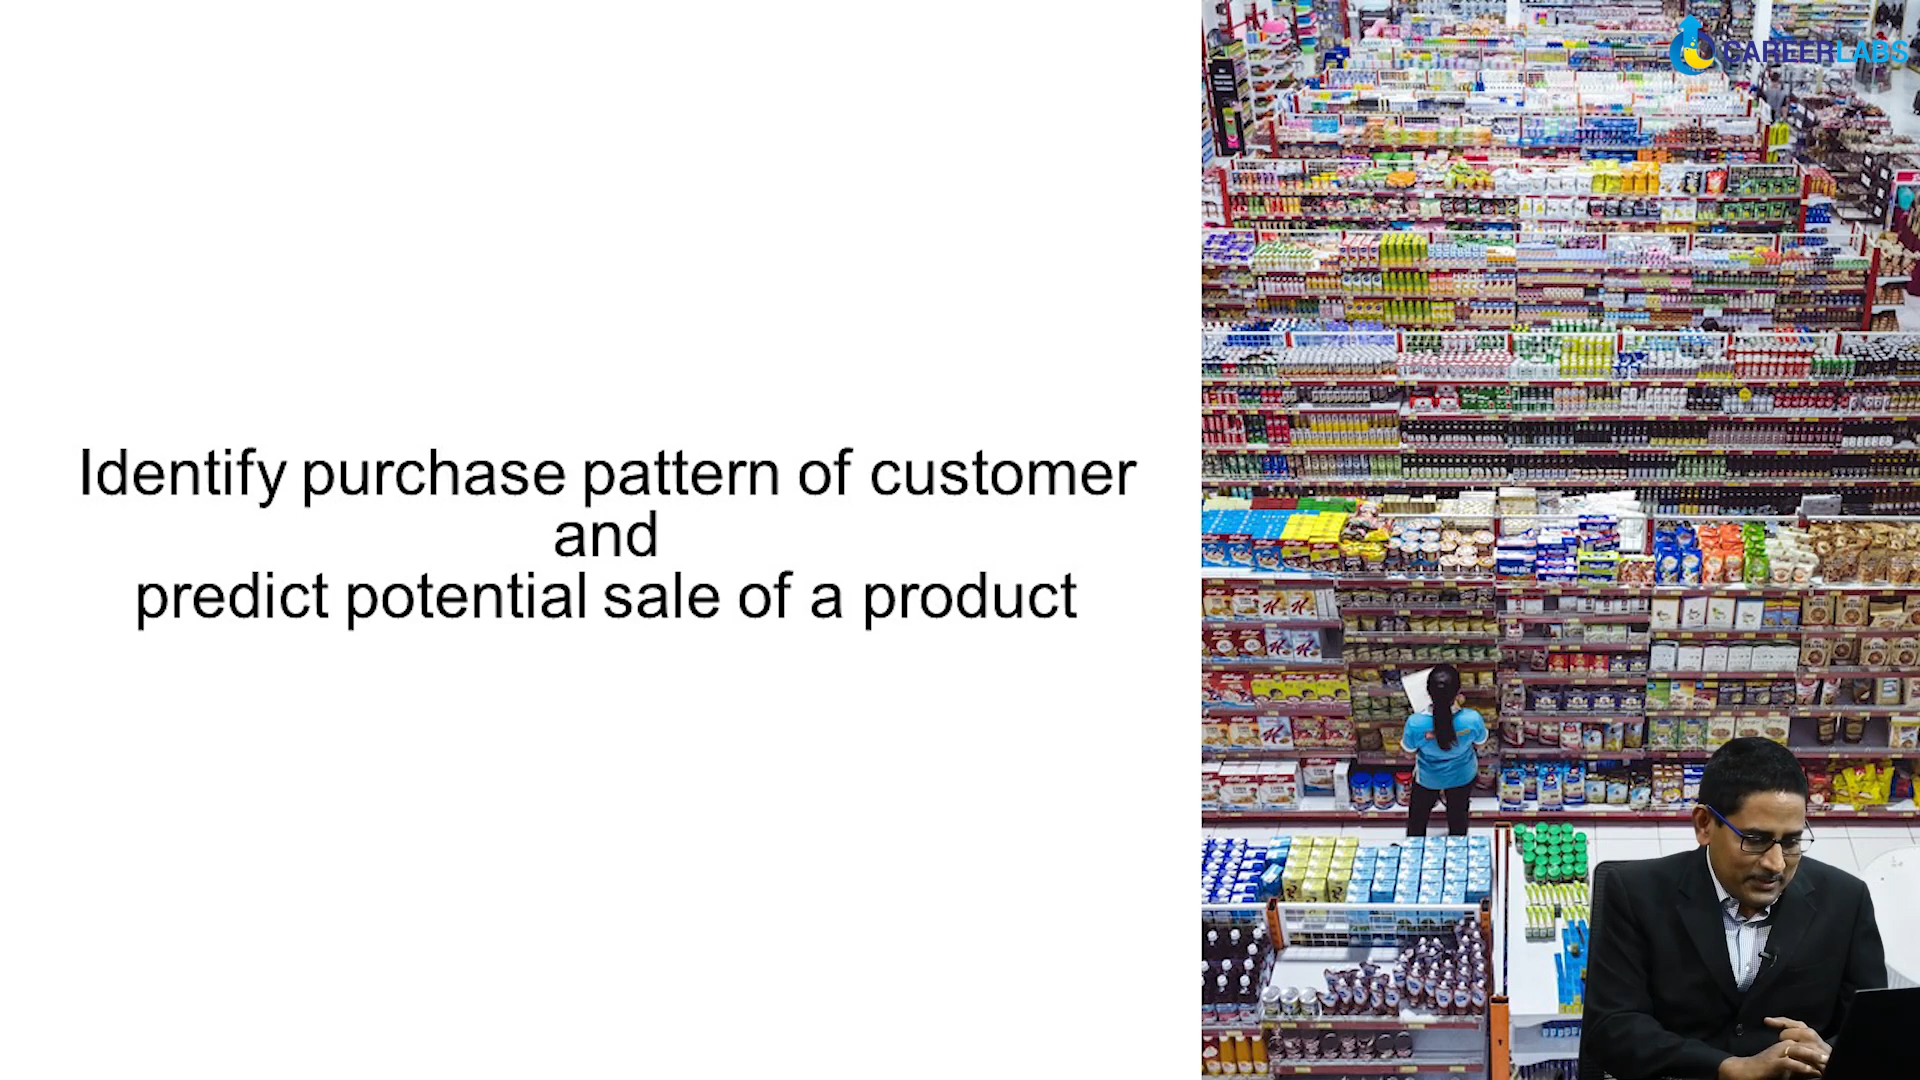 CAREERLABS
Identify purchase pattern of customer
and
predict potential sale of a product